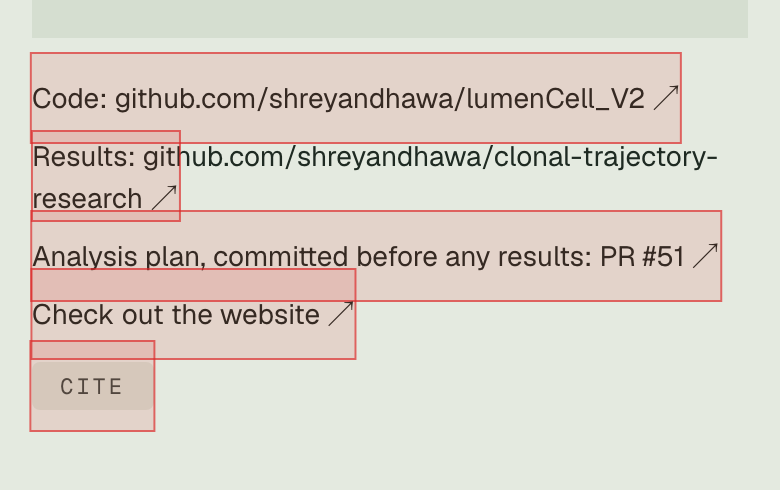 Code: github.com/shreyandhawa/lumenCell_V2 ↗
Results: github.com/shreyandhawa/clonal-trajectory-
research ↗
Analysis plan, committed before any results: PR #51 ↗
Check out the website ↗
CITE